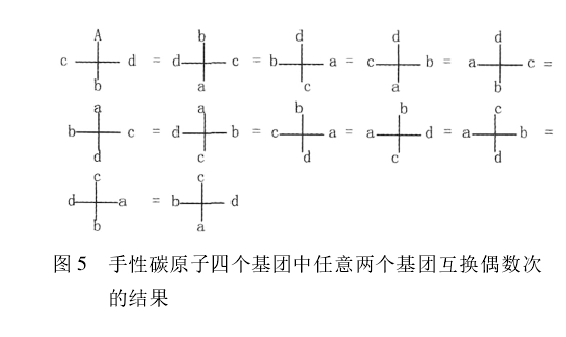 A b d d d
c d = d c = b a = c b = a c =
b a c a b
a a b b c
b c = d b = c a = a d = a b =
d c d c d
c c
d a = b d
b a
图 5 手性碳原子四个基团中任意两个基团互换偶数次
的结果